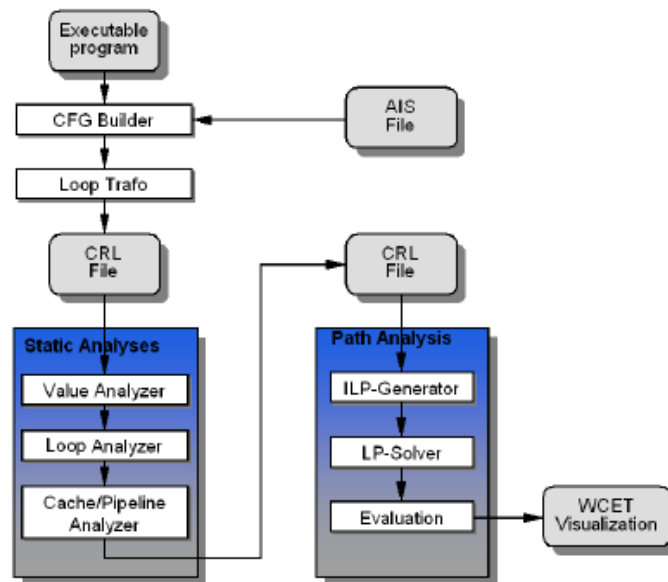 Executable
program
CFG Builder
AIS
File
Loop Trafo
CRL
File
CRL
File
Static Analyses
Value Analyzer
Loop Analyzer
Cache/Pipeline
Analyzer
Path Analysis
ILP-Generator
LP-Solver
Evaluation
WCET
Visualization